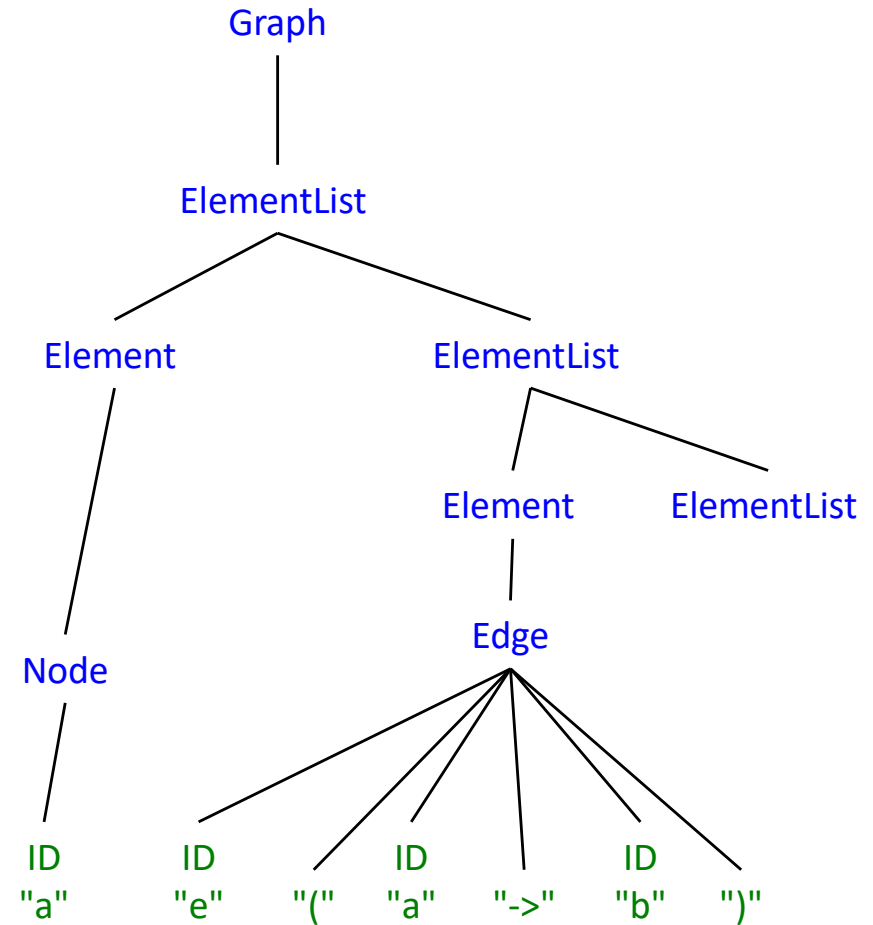 Graph
ElementList
Element ElementList
Element ElementList
Edge
Node
ID ID ID ID
"a" "e" "(" "a" "->" "b" ")"